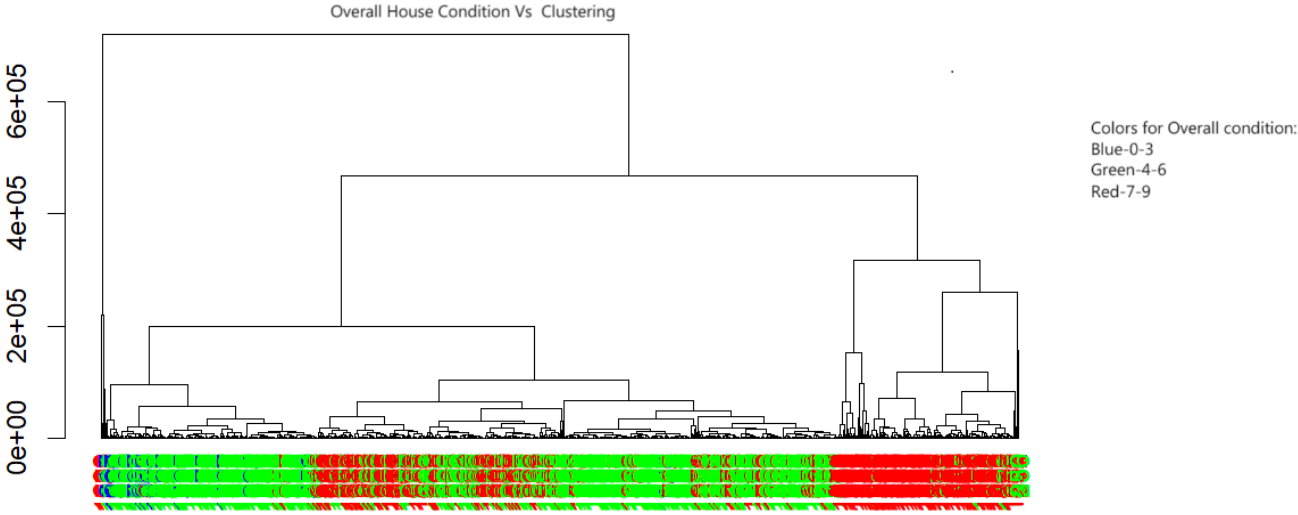 Overall House Condition Vs Clustering
6e+05
4e+05
2e+05
0e+00
Colors for Overall condition:
Blue-0-3
Green-4-6
Red-7-9